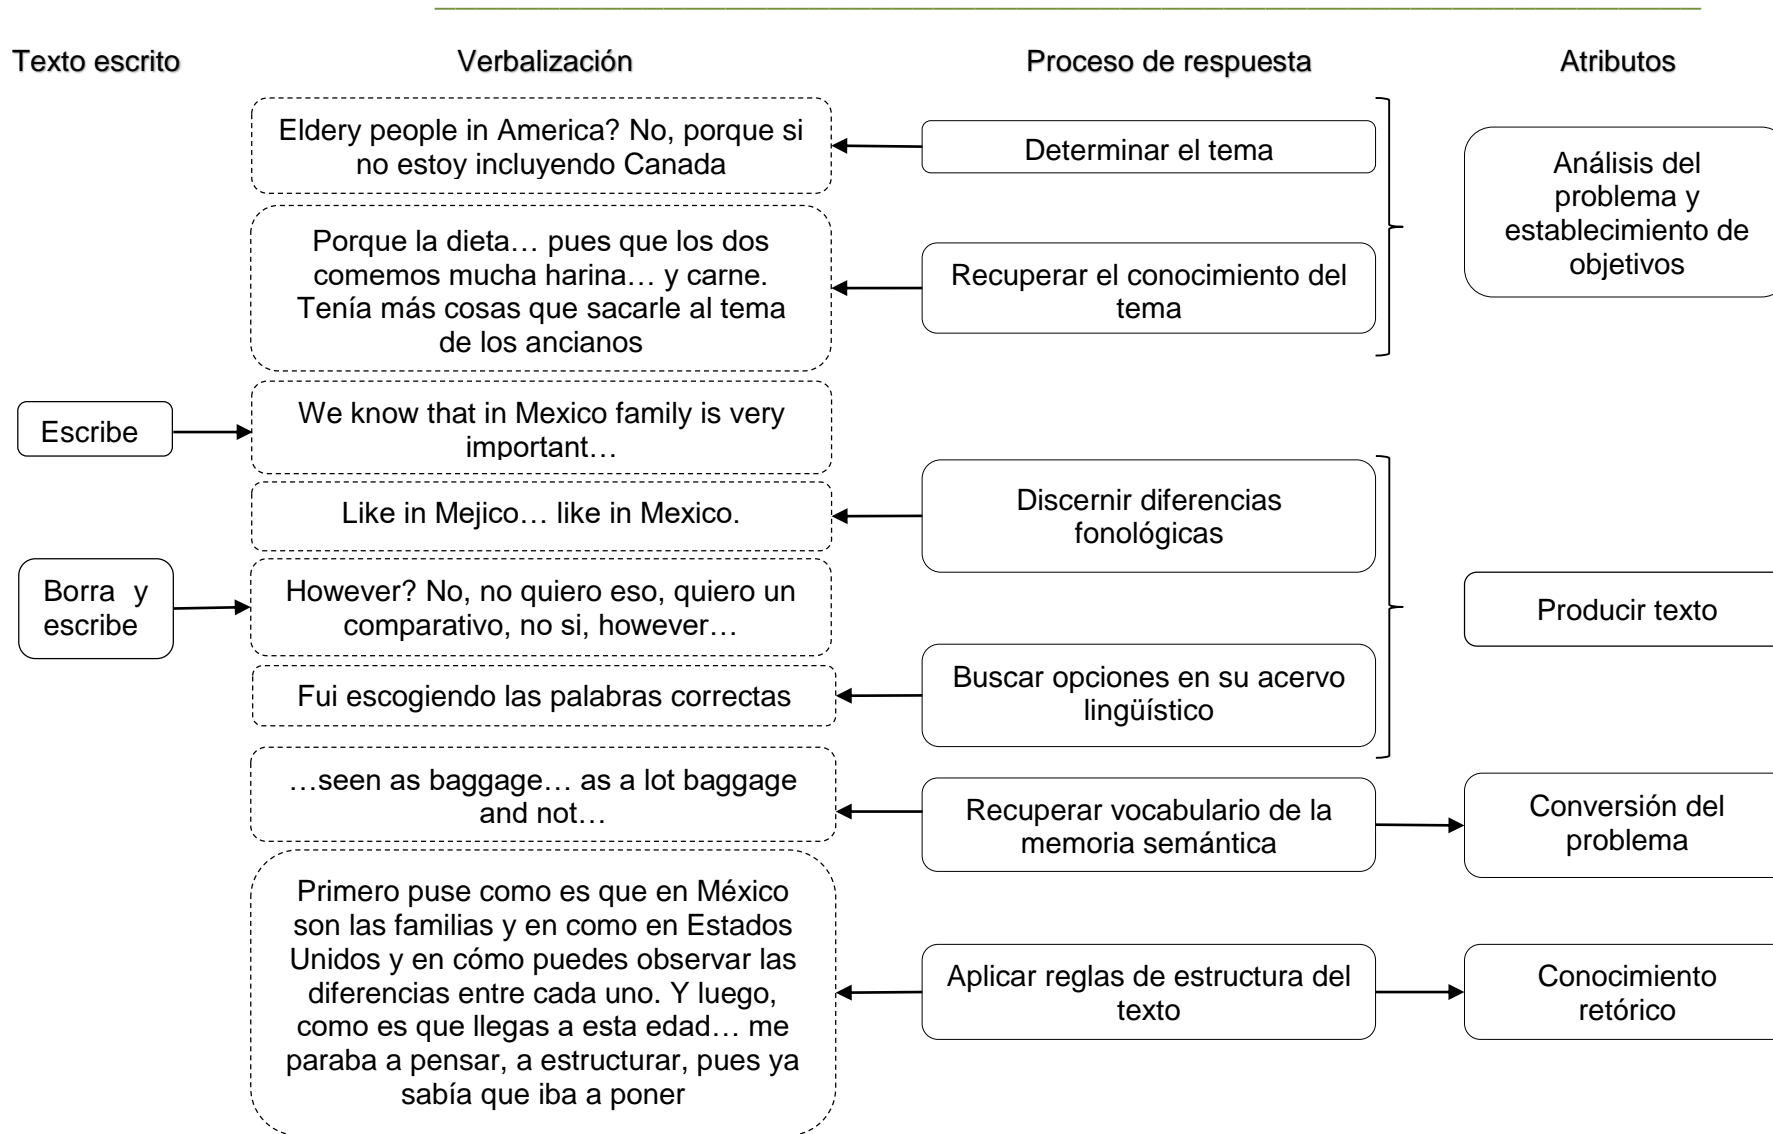 Texto escrito
Verbalización
Proceso de respuesta
Atributos
Eldery people in America? No, porque si
no estoy incluyendo Canada
Determinar el tema
Análisis del
problema y
establecimiento de
objetivos
Porque la dieta… pues que los dos
comemos mucha harina… y carne.
Tenía más cosas que sacarle al tema
de los ancianos
Recuperar el conocimiento del
tema
Escribe
We know that in Mexico family is very
important…
Like in Mejico… like in Mexico.
Discernir diferencias
fonológicas
Borra y
escribe
However? No, no quiero eso, quiero un
comparativo, no si, however…
Producir texto
Fui escogiendo las palabras correctas
Buscar opciones en su acervo
lingüístico
…seen as baggage… as a lot baggage
and not…
Recuperar vocabulario de la
memoria semántica
Conversión del
problema
Primero puse como es que en México
son las familias y en como en Estados
Unidos y en cómo puedes observar las
diferencias entre cada uno. Y luego,
como es que llegas a esta edad… me
paraba a pensar, a estructurar, pues ya
sabía que iba a poner
Aplicar reglas de estructura del
texto
Conocimiento
retórico